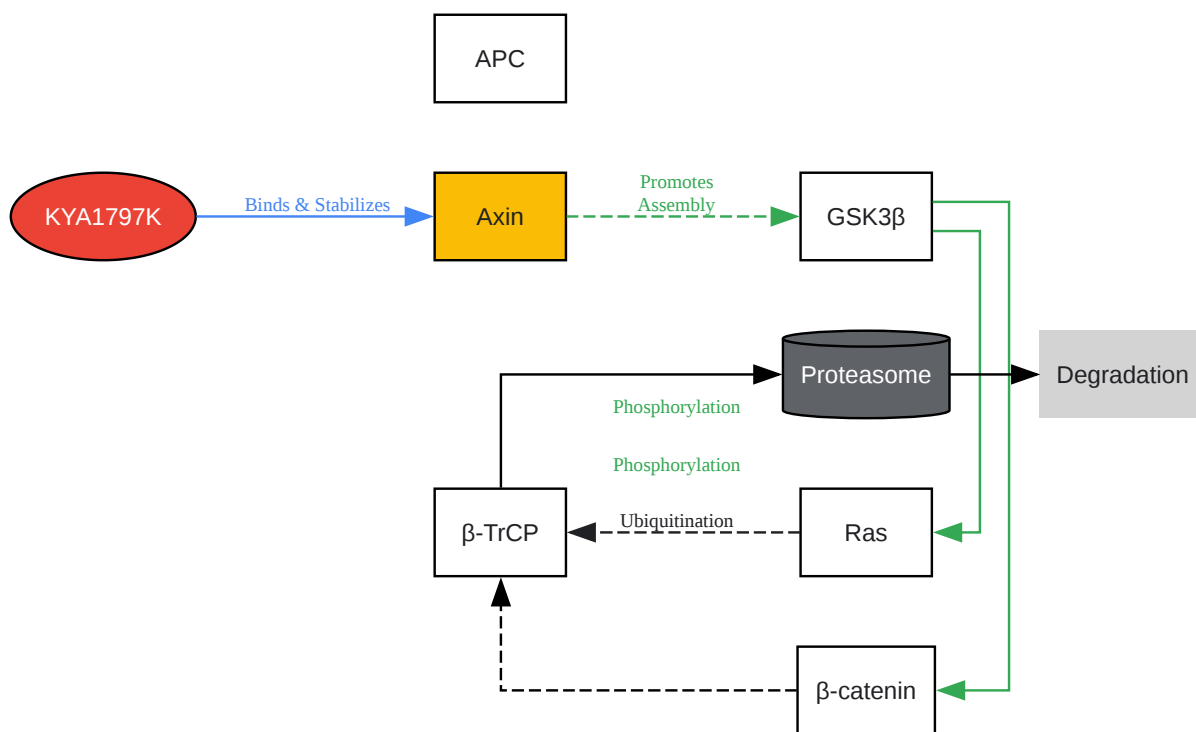 APC
KYA1797K
Binds & Stabilizes
Axin
Promotes
Assembly
GSK3β
Proteasome
Degradation
Phosphorylation
Phosphorylation
β-TrCP
Ubiquitination
Ras
β-catenin